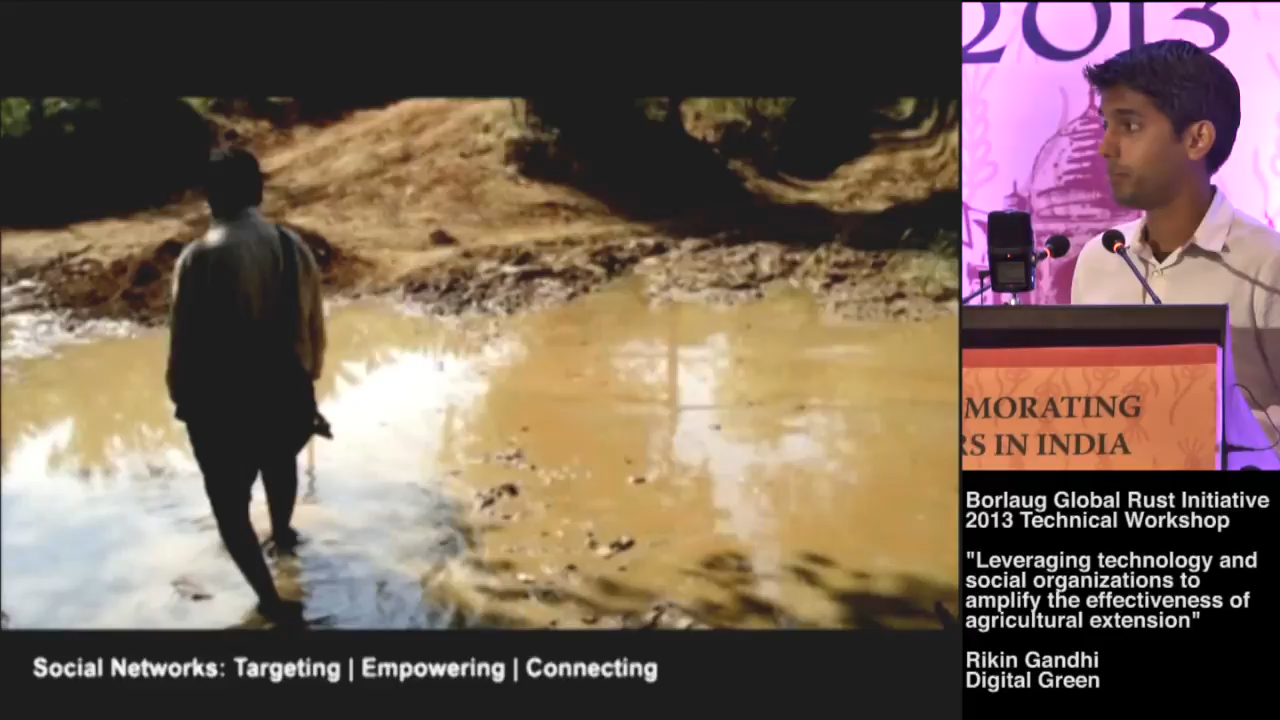 Social Networks: Targeting | Empowering | Connecting
2013
MORATING
RS IN INDIA
Borlaug Global Rust Initiative
2013 Technical Workshop
"Leveraging technology and
social organizations to
amplify the effectiveness of
agricultural extension"
Rikin Gandhi
Digital Green